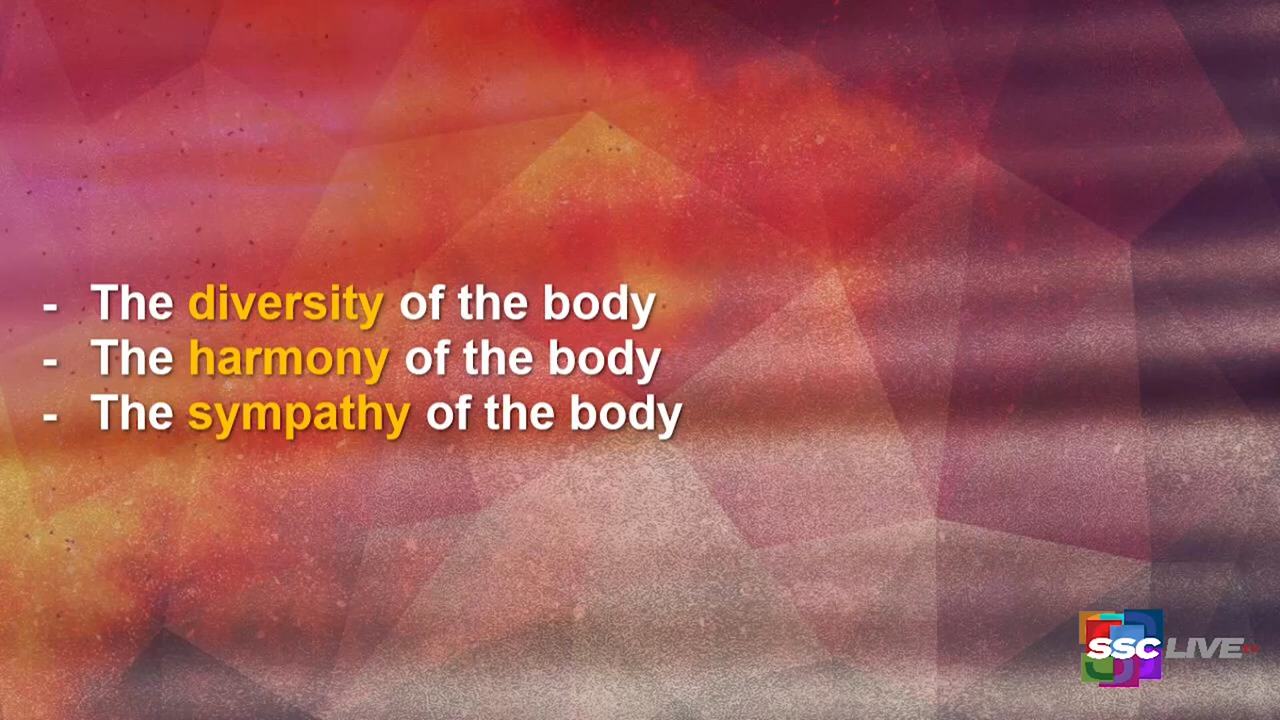 - The diversity of the body
- The harmony of the body
- The sympathy of the body
SSC LIVE